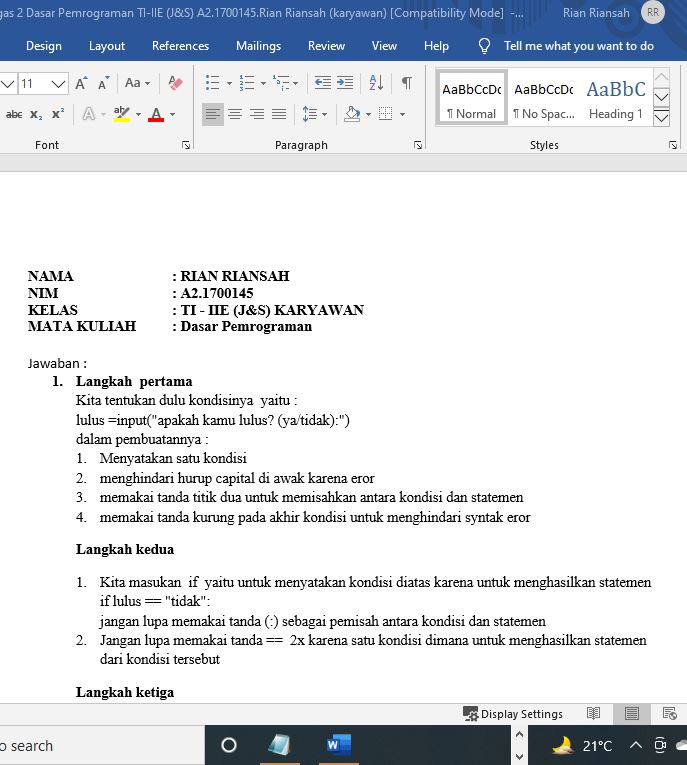 gas 2 Dasar Pemrograman TI-IIE (J&S) A2.1700145.Rian Riansah (karyawan) [Compatibility Mode] -... Rian Riansah RR
Design Layout References Mailings Review View Help Tell me what you want to do
11 A A Aa A
abc x₂ x² A ab A
AaBbCcDc AaBbCcDc AaBbC
¶ Normal ¶ No Spac... Heading 1
Font Paragraph Styles
NAMA : RIAN RIANSAH
NIM : A2.1700145
KELAS : TI - IIE (J&S) KARYAWAN
MATA KULIAH : Dasar Pemrograman
Jawaban :
1. Langkah pertama
Kita tentukan dulu kondisinya yaitu :
lulus =input("apakah kamu lulus? (ya/tidak):")
dalam pembuatannya :
1. Menyatakan satu kondisi
2. menghindari hurup capital di awak karena eror
3. memakai tanda titik dua untuk memisahkan antara kondisi dan statemen
4. memakai tanda kurung pada akhir kondisi untuk menghindari syntak eror
Langkah kedua
1. Kita masukan if yaitu untuk menyatakan kondisi diatas karena untuk menghasilkan statemen
if lulus == "tidak":
jangan lupa memakai tanda (:) sebagai pemisah antara kondisi dan statemen
2. Jangan lupa memakai tanda == 2x karena satu kondisi dimana untuk menghasilkan statemen
dari kondisi tersebut
Langkah ketiga
Display Settings
o search
21°C